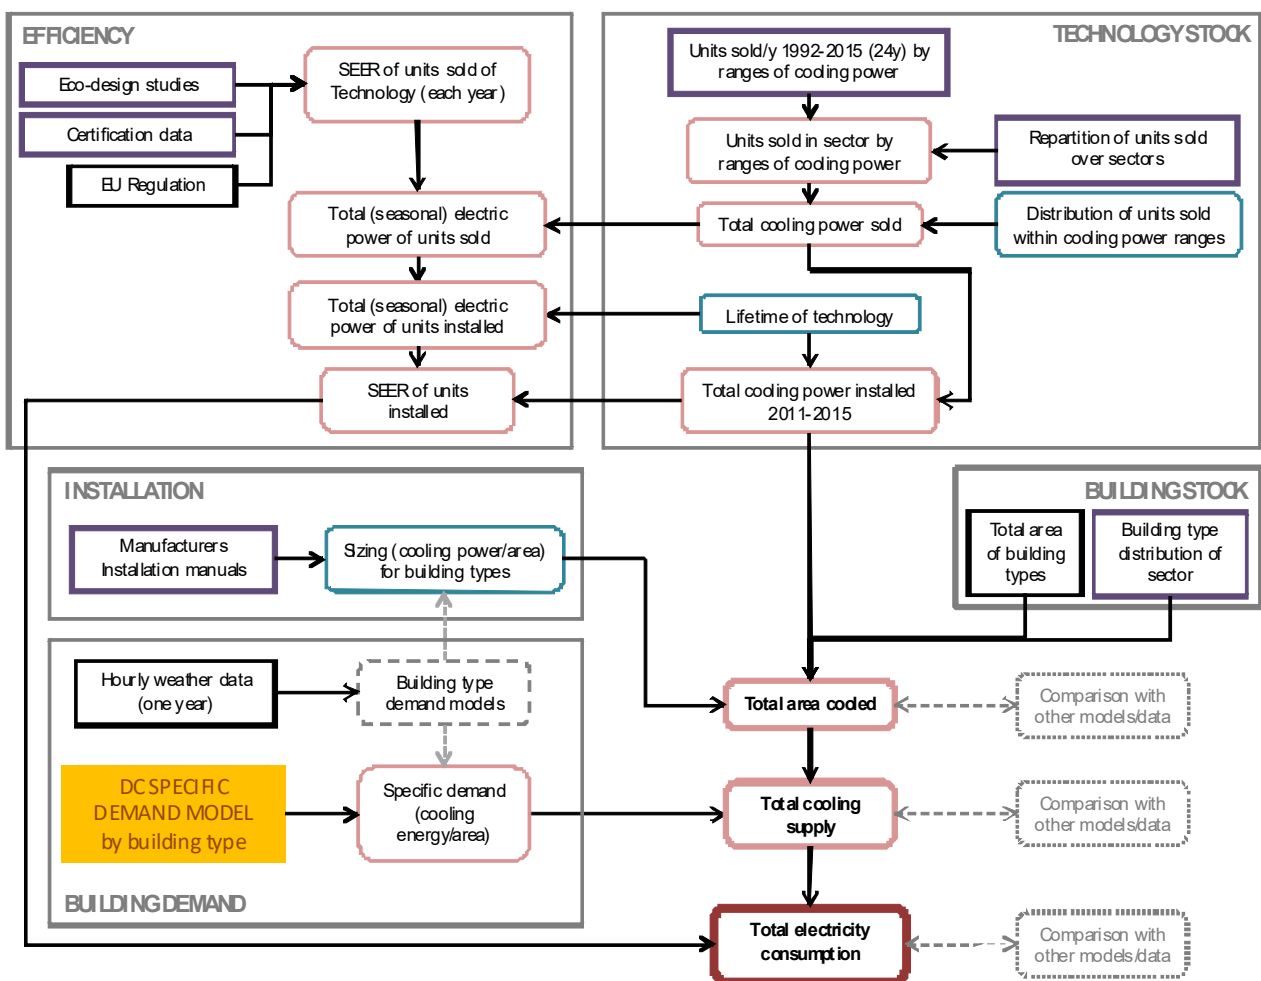 EFFICIENCY
Eco-design studies
Certification data
EU Regulation
SEER of units sold of
Technology (each year)
Total (seasonal) electric
power of units sold
Total (seasonal) electric
power of units installed
SEER of units
installed
TECHNOLOGY STOCK
Units sold/y 1992-2015 (24y) by
ranges of cooling power
Units sold in sector by
ranges of cooling power
Repartition of units sold
over sectors
Total cooling power sold
Distribution of units sold
within cooling power ranges
Lifetime of technology
Total cooling power installed
2011-2015
INSTALLATION
Manufacturers
Installation manuals
Sizing (cooling power/area)
for building types
BUILDING STOCK
Total area
of building
types
Building type
distribution of
sector
Hourly weather data
(one year)
Building type
demand models
DC SPECIFIC
DEMAND MODEL
by building type
Specific demand
(cooling
energy/area)
BUILDING DEMAND
Total area cooled
Comparison with
other models/data
Total cooling
supply
Comparison with
other models/data
Total electricity
consumption
Comparison with
other models/data